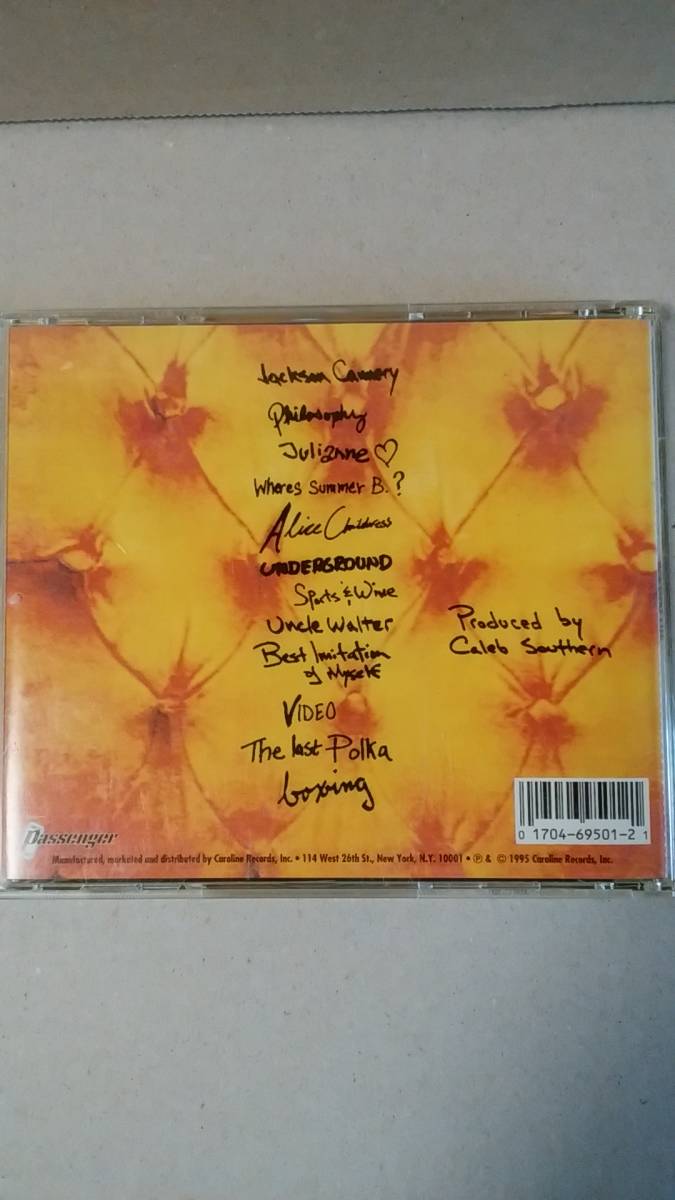 Jackson Cannery
Philosophy
Julianne ♡
Wheres Summer B.?
Alice Childress
UNDERGROUND
Sports & Wine
Uncle Walter
Best Imitation
of Myself
VIDEO
The last Polka
boxing
Produced by
Caleb Southern
Passenger
Manufactured, marketed and distributed by Caroline Records, Inc. • 114 West 26th St., New York, N.Y. 10001 • ℗ & © 1995 Caroline Records, Inc.
0 1704-69501-2 1